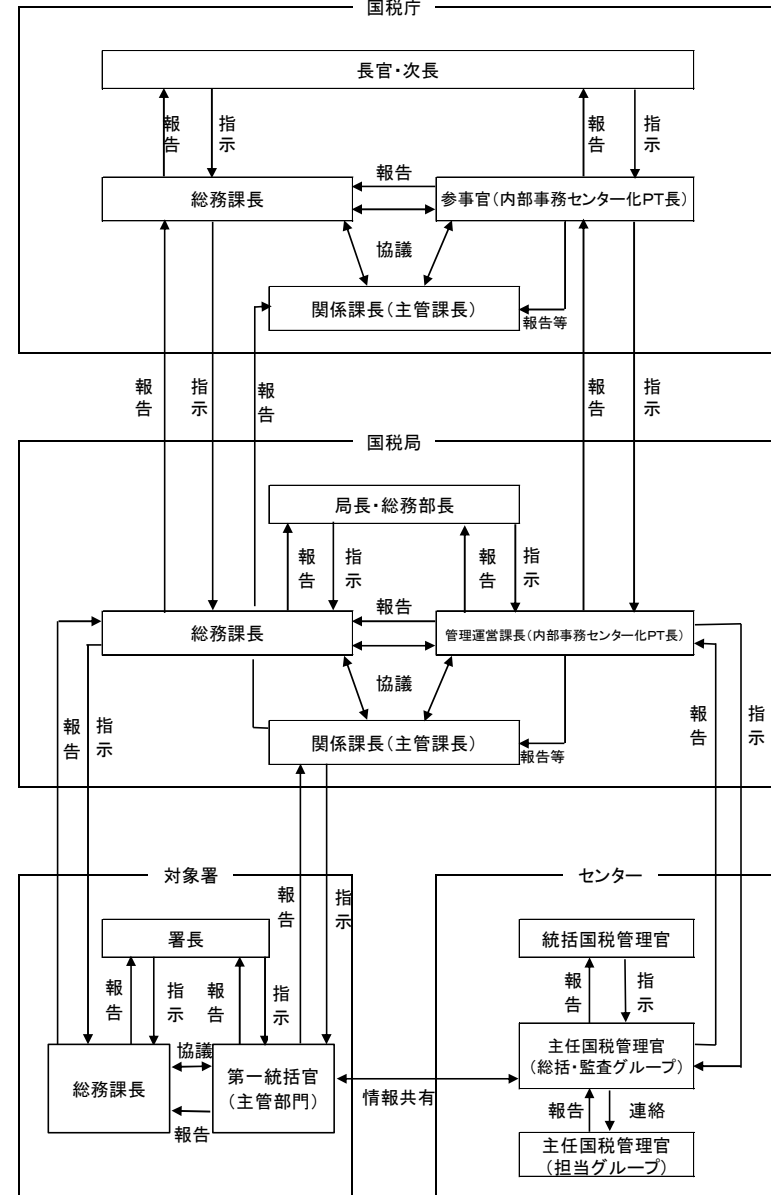 国税庁
長官・次長
報告
指示
報告
指示
総務課長
報告
参事官(内部事務センター化PT長)
協議
関係課長(主管課長)
報告等
報告
指示
報告
報告
指示
国税局
局長・総務部長
報告
指示
報告
指示
総務課長
報告
管理運営課長(内部事務センター化PT長)
協議
関係課長(主管課長)
報告等
報告
指示
報告
指示
対象署
報告
指示
センター
署長
統括国税管理官
報告
指示
報告
指示
報告
指示
総務課長
協議
報告
第一統括官
(主管部門)
情報共有
主任国税管理官
(総括・監査グループ)
報告
連絡
主任国税管理官
(担当グループ)